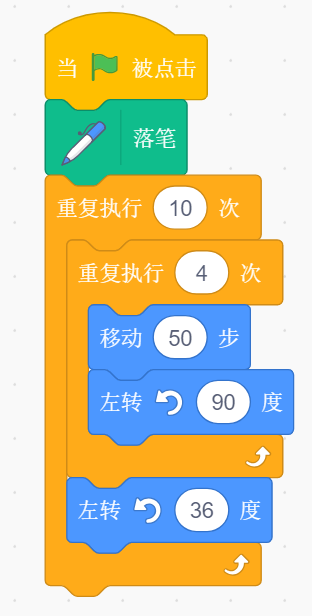 当 被点击
落笔
重复执行 10 次
重复执行 4 次
移动 50 步
左转 90 度
左转 36 度